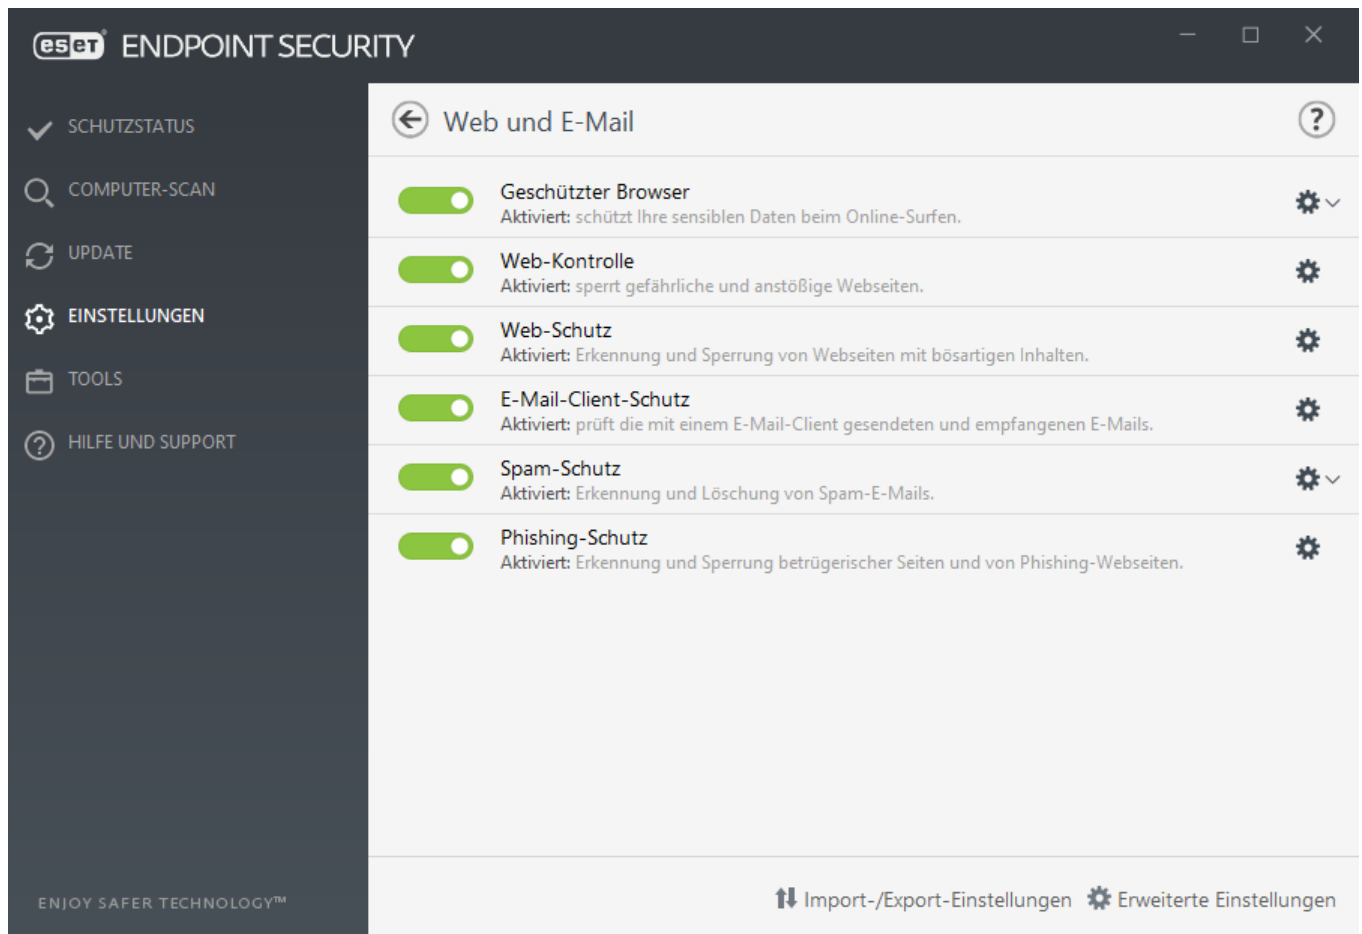 eset ENDPOINT SECURITY
SCHUTZSTATUS
COMPUTER-SCAN
UPDATE
EINSTELLUNGEN
TOOLS
HILFE UND SUPPORT
ENJOY SAFER TECHNOLOGY™
Web und E-Mail
?
Geschützter Browser
Aktiviert: schützt Ihre sensiblen Daten beim Online-Surfen.
Web-Kontrolle
Aktiviert: sperrt gefährliche und anstößige Webseiten.
Web-Schutz
Aktiviert: Erkennung und Sperrung von Webseiten mit bösartigen Inhalten.
E-Mail-Client-Schutz
Aktiviert: prüft die mit einem E-Mail-Client gesendeten und empfangenen E-Mails.
Spam-Schutz
Aktiviert: Erkennung und Löschung von Spam-E-Mails.
Phishing-Schutz
Aktiviert: Erkennung und Sperrung betrügerischer Seiten und von Phishing-Webseiten.
Import-/Export-Einstellungen Erweiterte Einstellungen